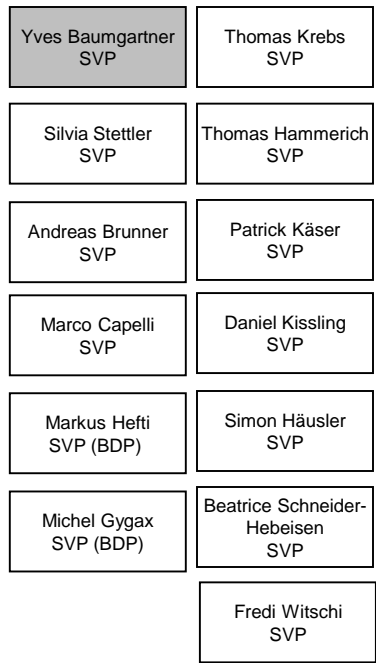 Yves Baumgartner
SVP
Thomas Krebs
SVP
Silvia Stettler
SVP
Thomas Hammerich
SVP
Andreas Brunner
SVP
Patrick Käser
SVP
Marco Capelli
SVP
Daniel Kissling
SVP
Markus Hefti
SVP (BDP)
Simon Häusler
SVP
Michel Gygax
SVP (BDP)
Beatrice Schneider-
Hebeisen
SVP
Fredi Witschi
SVP